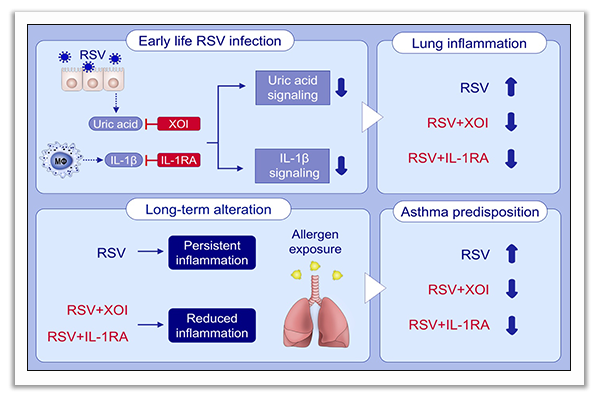 Early life RSV infection
RSV
Uric acid
XOI
MΦ
IL-1β
IL-1RA
Uric acid
signaling
IL-1β
signaling
Lung inflammation
RSV
RSV+XOI
RSV+IL-1RA
Long-term alteration
RSV
Persistent
inflammation
RSV+XOI
RSV+IL-1RA
Reduced
inflammation
Allergen
exposure
Asthma predisposition
RSV
RSV+XOI
RSV+IL-1RA